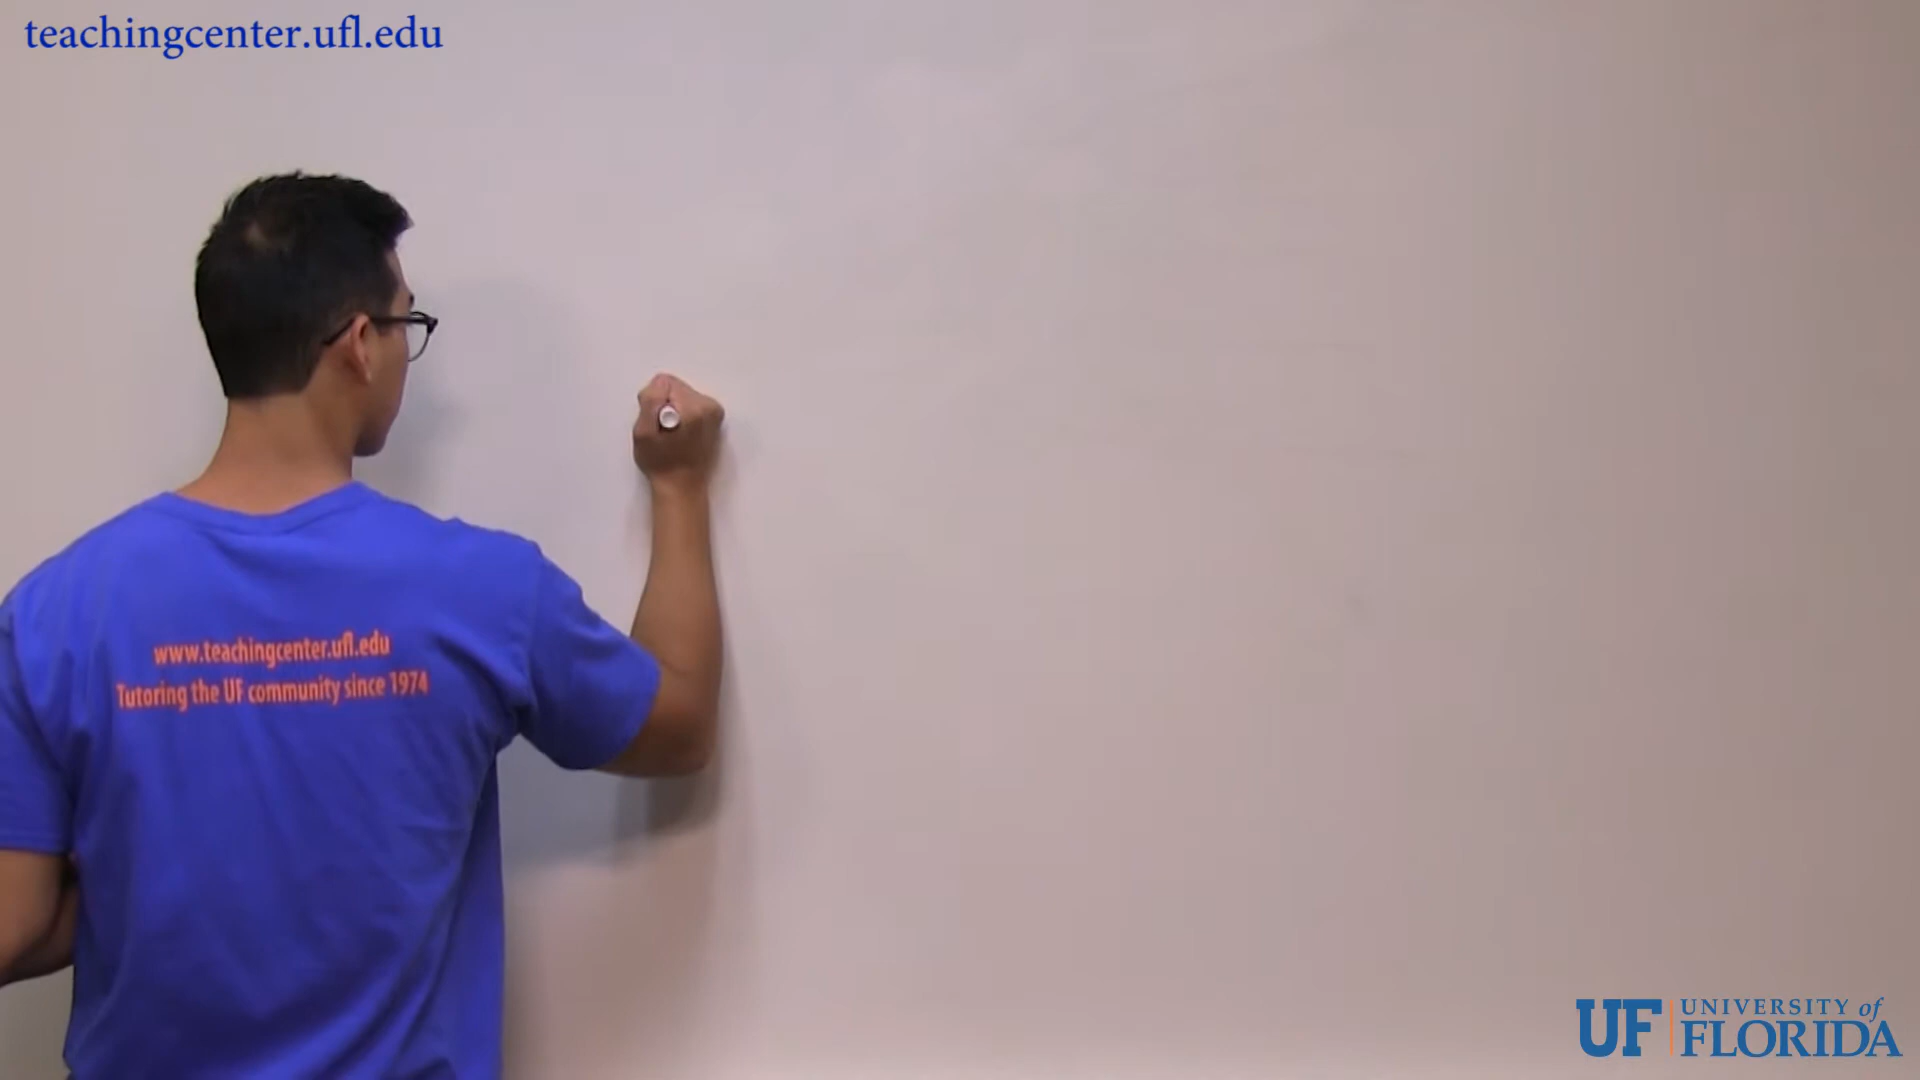 teachingcenter.ufl.edu
www.teachingcenter.ufl.edu
Tutoring the UF community since 1974
UF UNIVERSITY of
FLORIDA